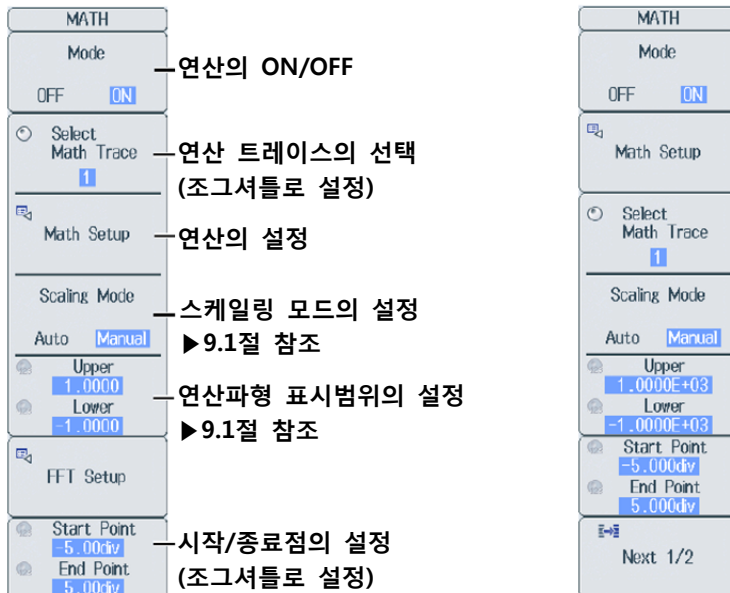 MATH
Mode
OFF ON
Select
Math Trace
1
Math Setup
Scaling Mode
Auto Manual
Upper
1.0000
Lower
-1.0000
FFT Setup
Start Point
-5.00div
End Point
5.00div
연산의 ON/OFF
연산 트레이스의 선택
(조그셔틀로 설정)
연산의 설정
스케일링 모드의 설정
▶9.1절 참조
연산파형 표시범위의 설정
▶9.1절 참조
시작/종료점의 설정
(조그셔틀로 설정)
MATH
Mode
OFF ON
Math Setup
Select
Math Trace
1
Scaling Mode
Auto Manual
Upper
1.0000E+03
Lower
-1.0000E+03
Start Point
-5.000div
End Point
5.000div
Next 1/2